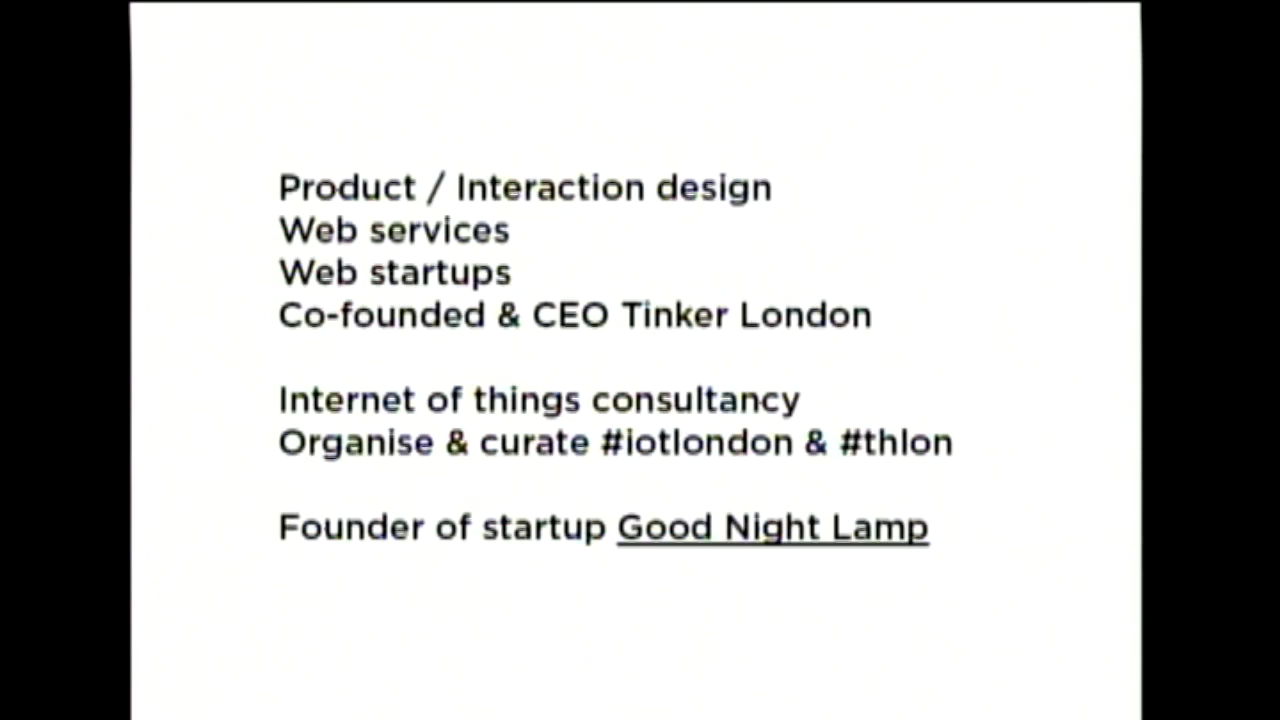 Product / Interaction design
Web services
Web startups
Co-founded & CEO Tinker London
Internet of things consultancy
Organise & curate #iotlondon & #thlon
Founder of startup Good Night Lamp